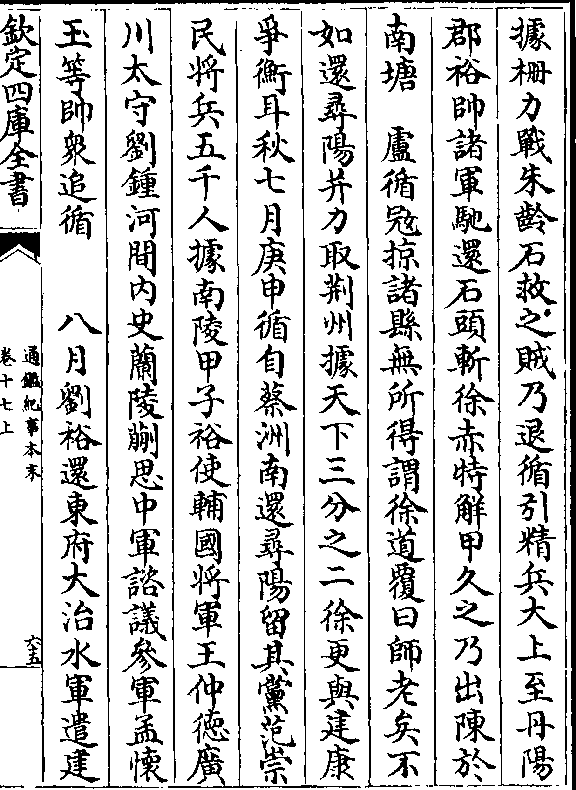 據柵力戰朱齡石救之賊乃退循引精兵大上至丹陽
郡裕帥諸軍馳還石頭斬徐赤特解甲久之乃出陳於
南塘　盧循宼掠諸縣無所得謂徐道覆曰師老矣不
如還尋陽并力取荆州據天下三分之二徐更與建康
爭衡耳秋七月庚申循自蔡洲南還尋陽留其黨范崇
民将兵五千人據南陵甲子裕使輔國将軍王仲徳廣
川太守劉鍾河間内史蘭陵蒯思中軍諮議參軍孟懷
玉等帥衆追循　　八月劉裕還東府大治水軍遣建
欽定四庫全書
通鑑紀事本末
卷十七上
六五